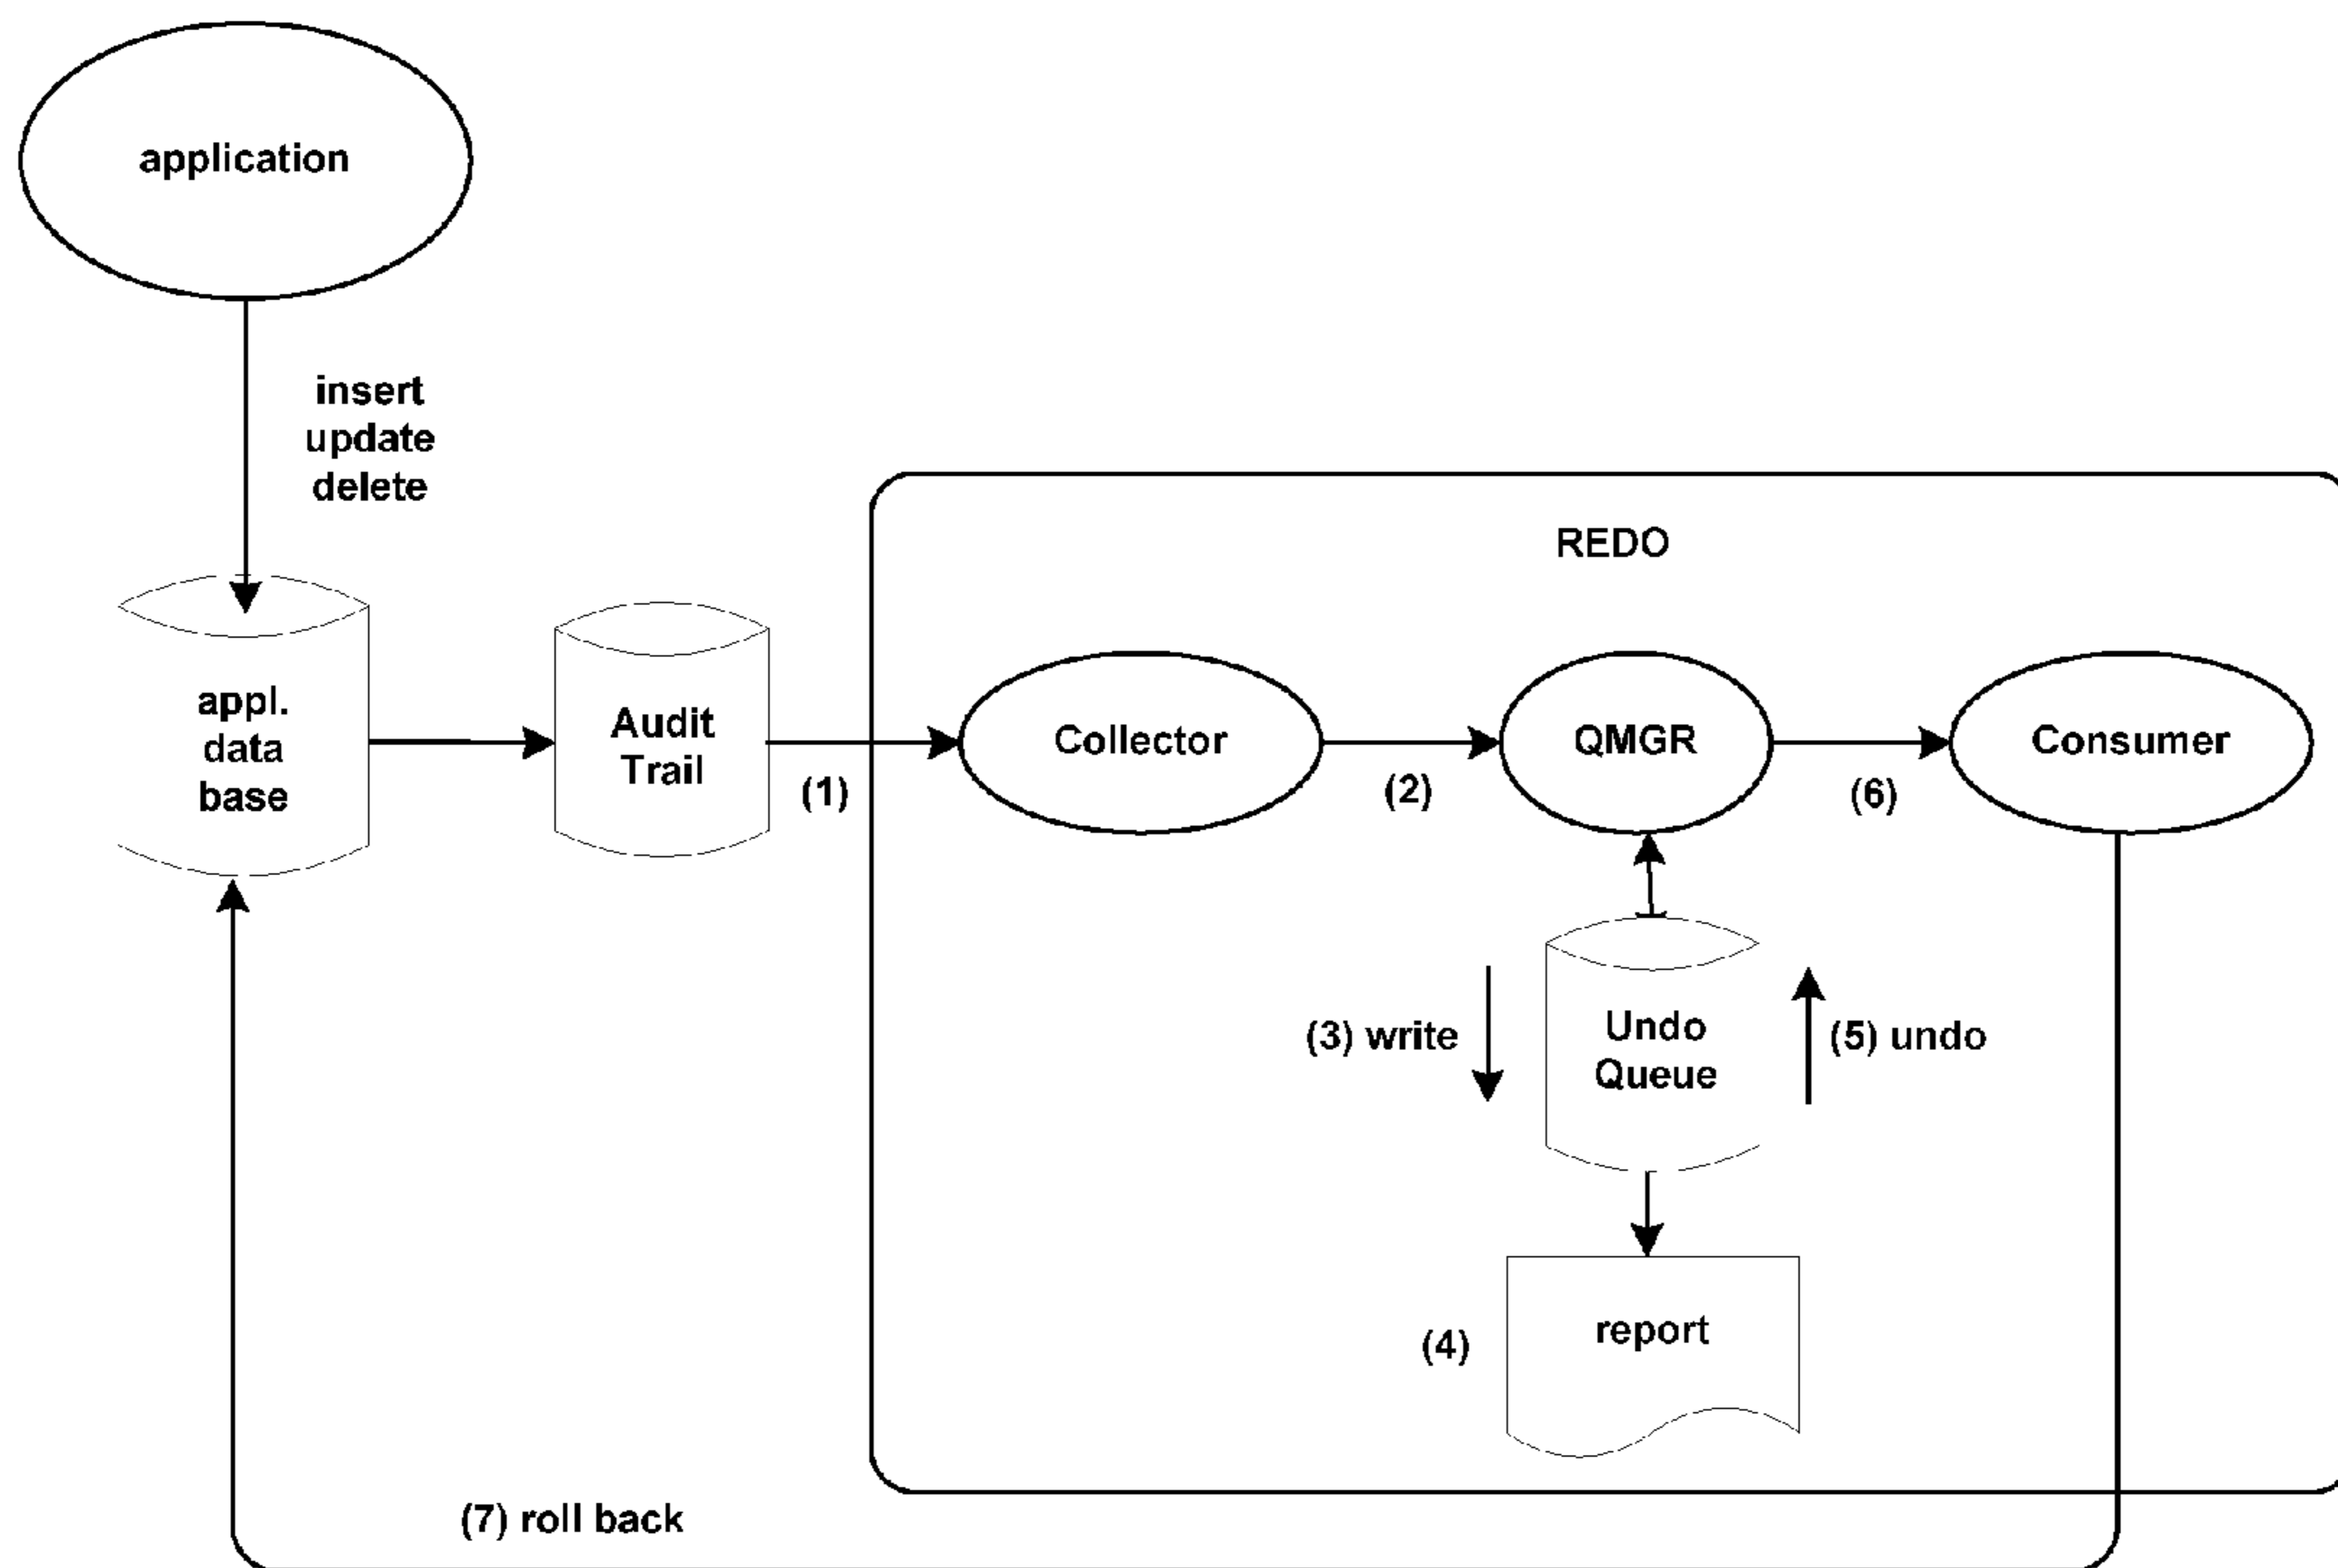 application
insert
update
delete
REDO
appl.
data
base
Audit
Trail
(1)
Collector
(2)
QMGR
(6)
Consumer
(3) write
Undo
Queue
(5) undo
(4)
report
(7) roll back